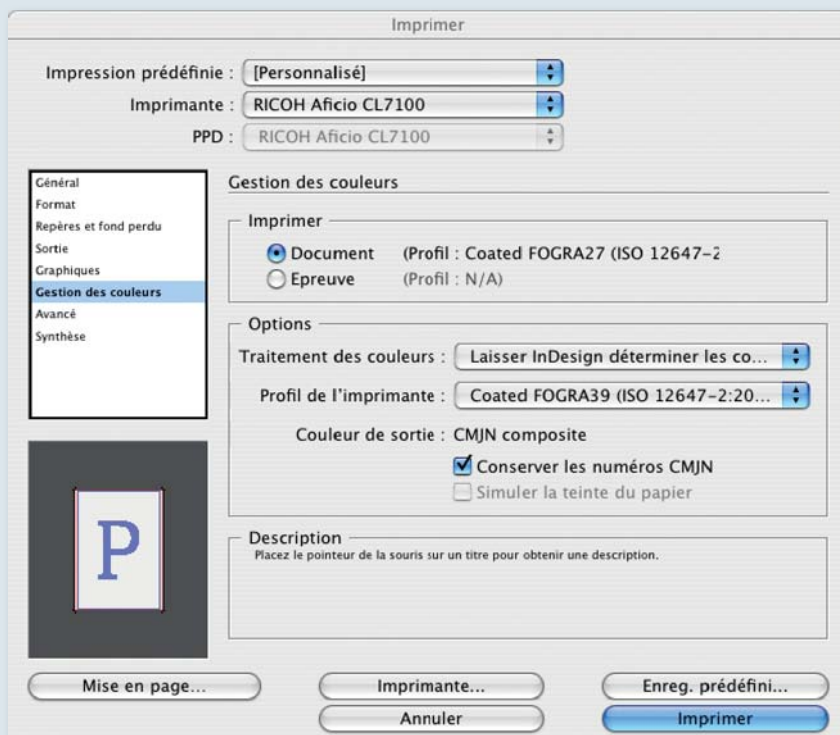 Imprimer
Impression prédéfinie : [Personnalisé]
Imprimante : RICOH Aficio CL7100
PPD : RICOH Aficio CL7100
Général
Format
Repères et fond perdu
Sortie
Graphiques
Gestion des couleurs
Avancé
Synthèse
Gestion des couleurs
Imprimer
Document (Profil : Coated FOGRA27 (ISO 12647-2
Epreuve (Profil : N/A)
Options
Traitement des couleurs : Laisser InDesign déterminer les co...
Profil de l'imprimante : Coated FOGRA39 (ISO 12647-2:20...
Couleur de sortie : CMJN composite
Conserver les numéros CMJN
Simuler la teinte du papier
Description
Placez le pointeur de la souris sur un titre pour obtenir une description.
P
Mise en page...
Imprimante...
Enreg. prédéfini...
Annuler
Imprimer